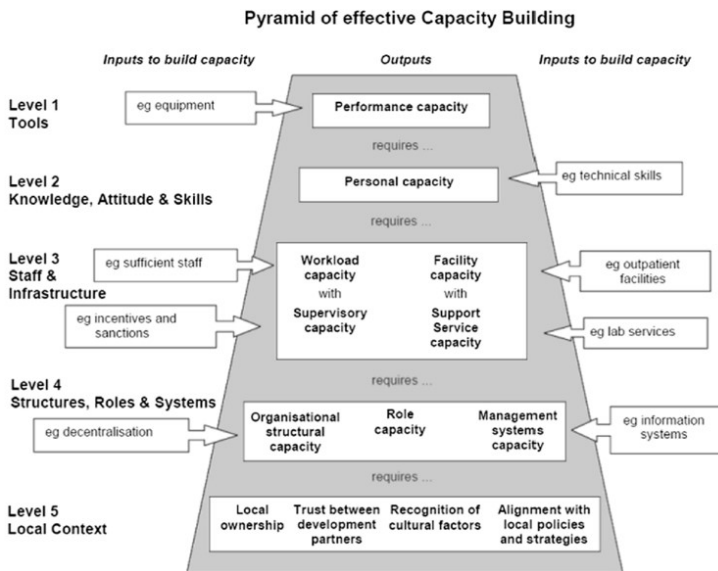 Pyramid of effective Capacity Building
Inputs to build capacity
Outputs
Inputs to build capacity
Level 1
Tools
eg equipment
Performance capacity
requires ...
Level 2
Knowledge, Attitude & Skills
Personal capacity
eg technical skills
requires ...
Level 3
Staff &
Infrastructure
eg sufficient staff
eg incentives and
sanctions
Workload
capacity
with
Supervisory
capacity
Facility
capacity
with
Support
Service
capacity
eg outpatient
facilities
eg lab services
requires ...
Level 4
Structures, Roles & Systems
eg decentralisation
Organisational
structural
capacity
Role
capacity
Management
systems
capacity
eg information
systems
requires ...
Level 5
Local Context
Local
ownership
Trust between
development
partners
Recognition of
cultural factors
Alignment with
local policies
and strategies